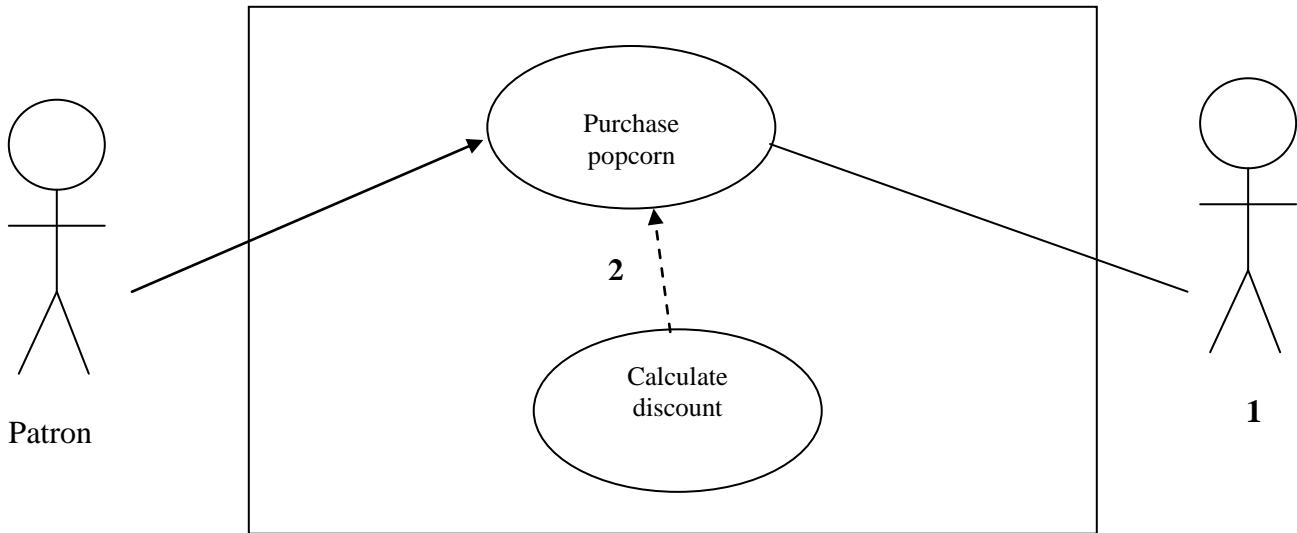 Purchase
popcorn
2
Calculate
discount
Patron
1